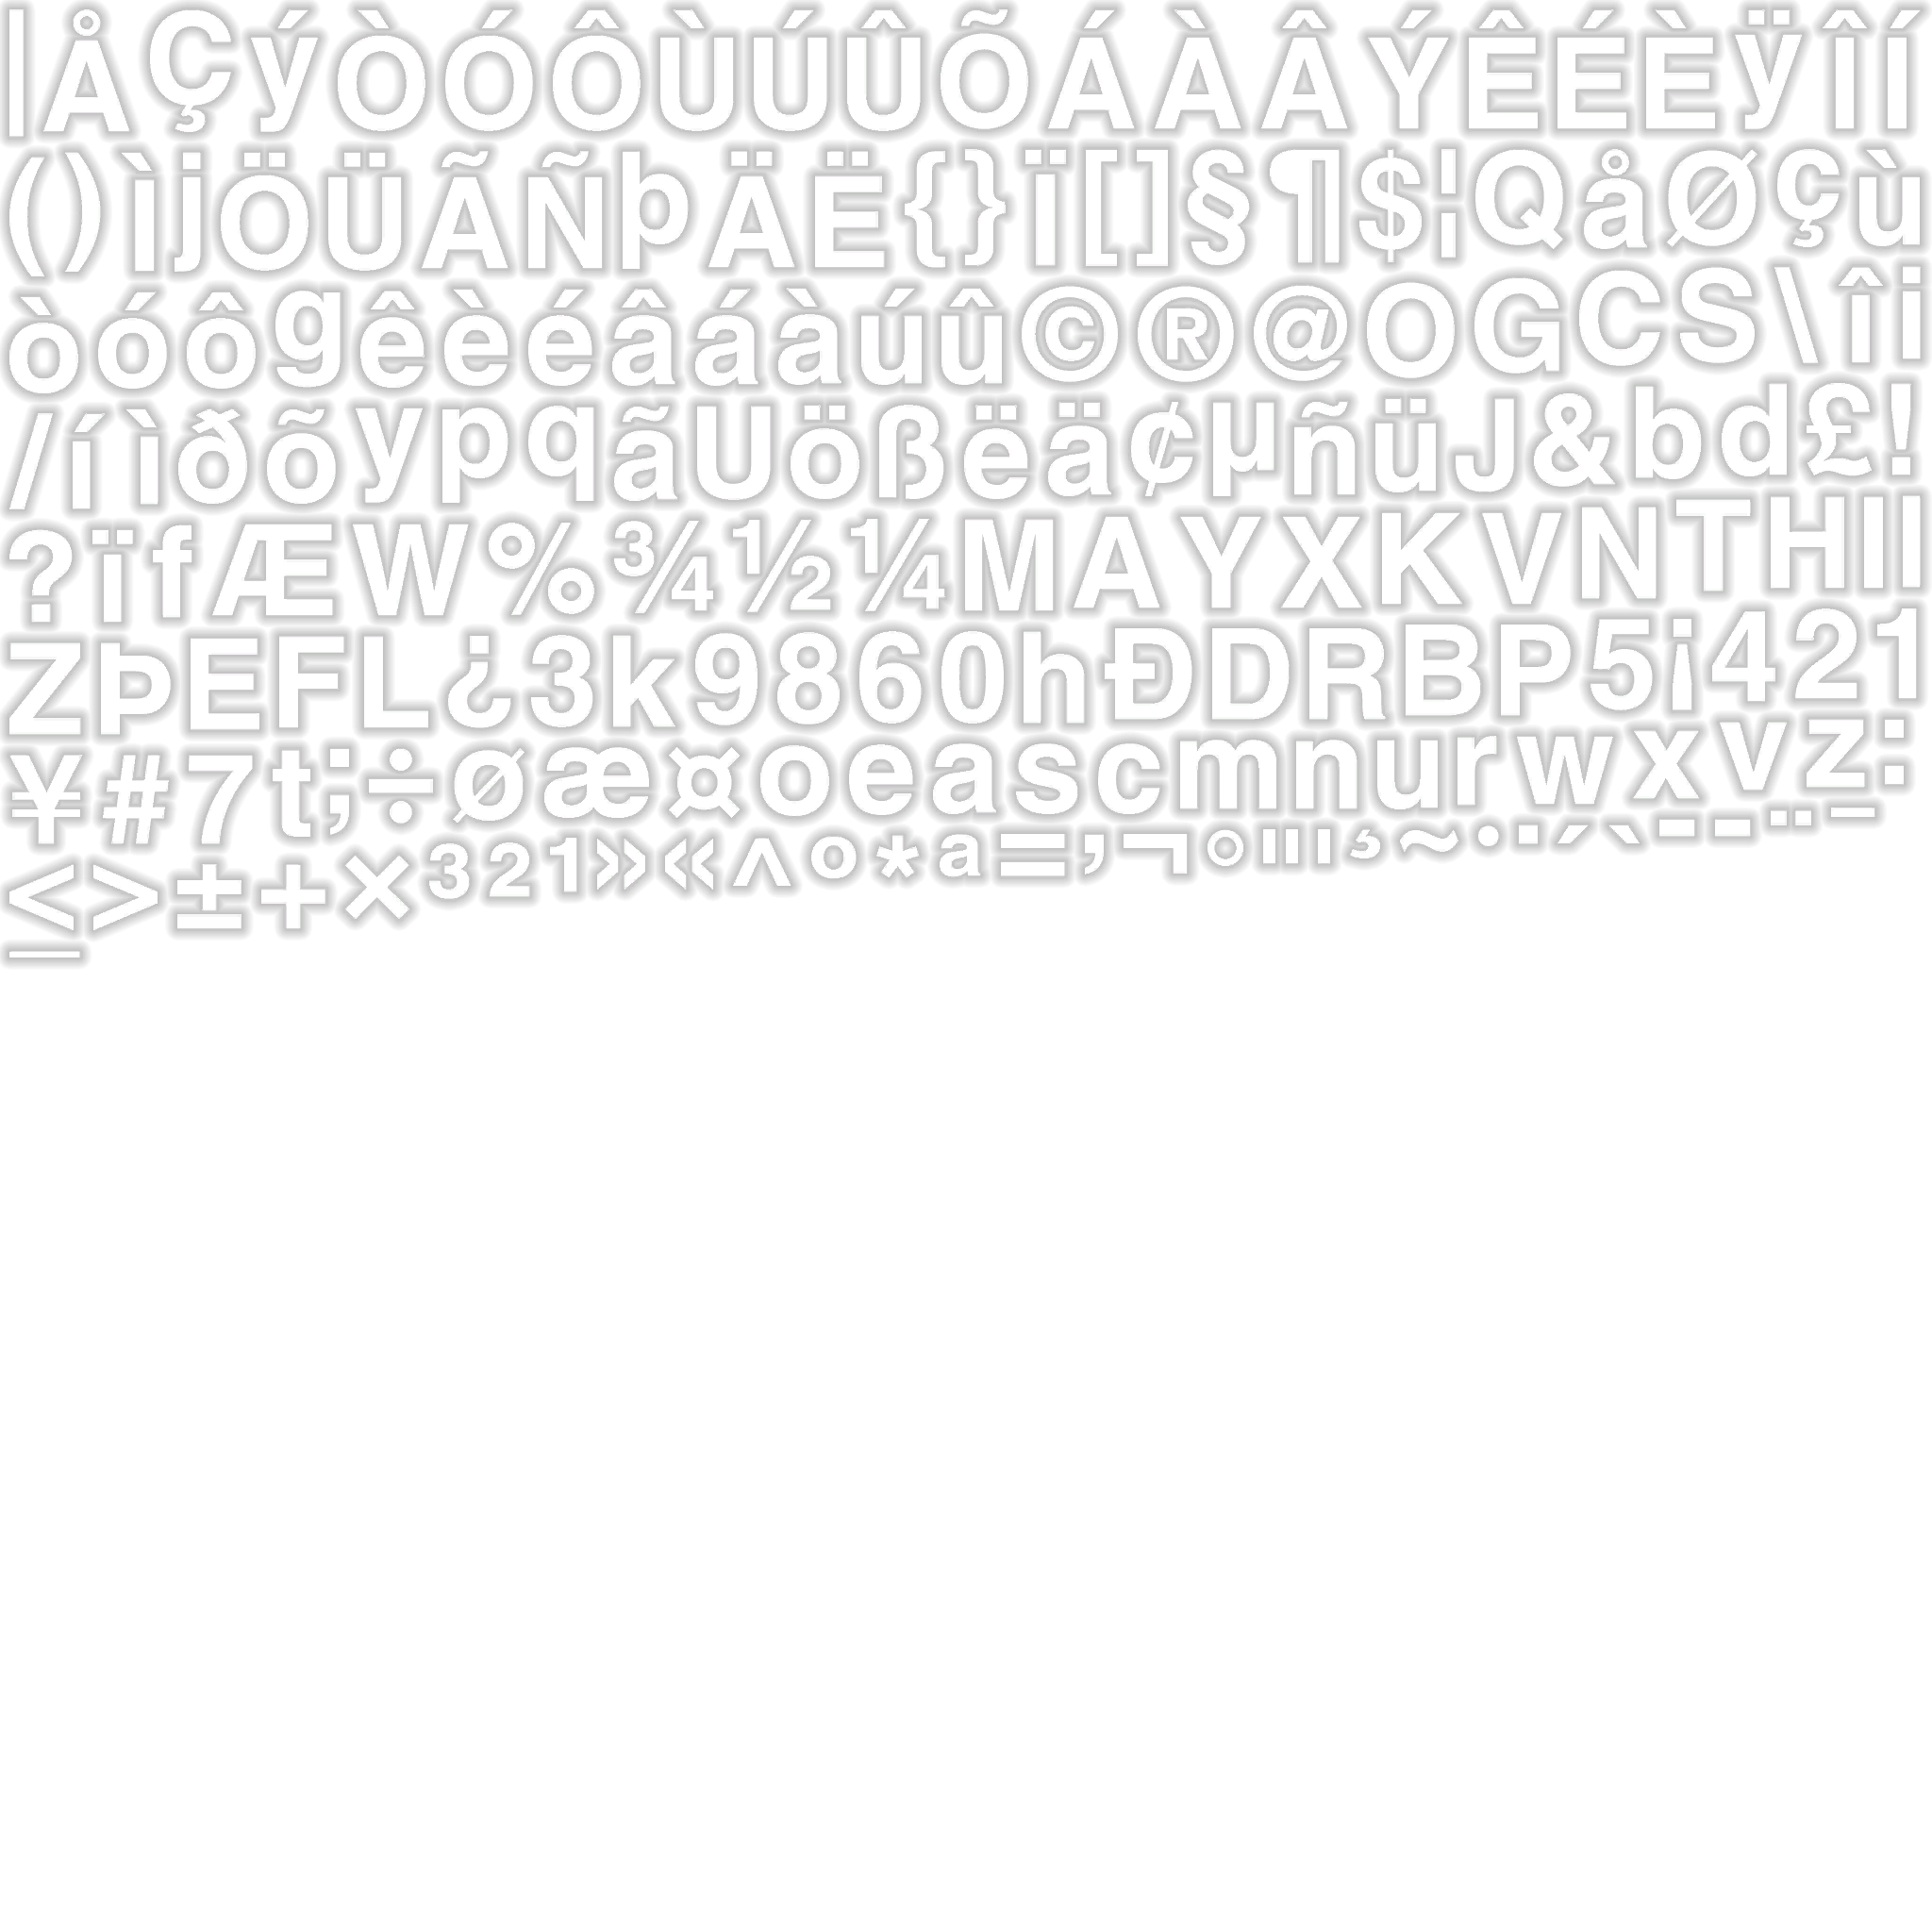 |ÅÇýÒÓÔÙÚÛÕÁÀÂÝÊÉÈÿÎÍ
()ÌjÖÜÃÑþÄË{}Ï[]§¶$¦QåØçù
òóôgêèéâáàúû©®@OGCS\îi
/íìðõypqãUößëä¢µñüJ&bd£!
?ïfÆW%¾½¼MAYXKVNTHIl
ZÞEFL¿3k9860hÐDRBP5¡421
¥#7t;÷øæ¤oeascmnurwxvz:
<>±+×³²¹»«^º*ª=,¬°"'¸~·.´`-­¨¯
_